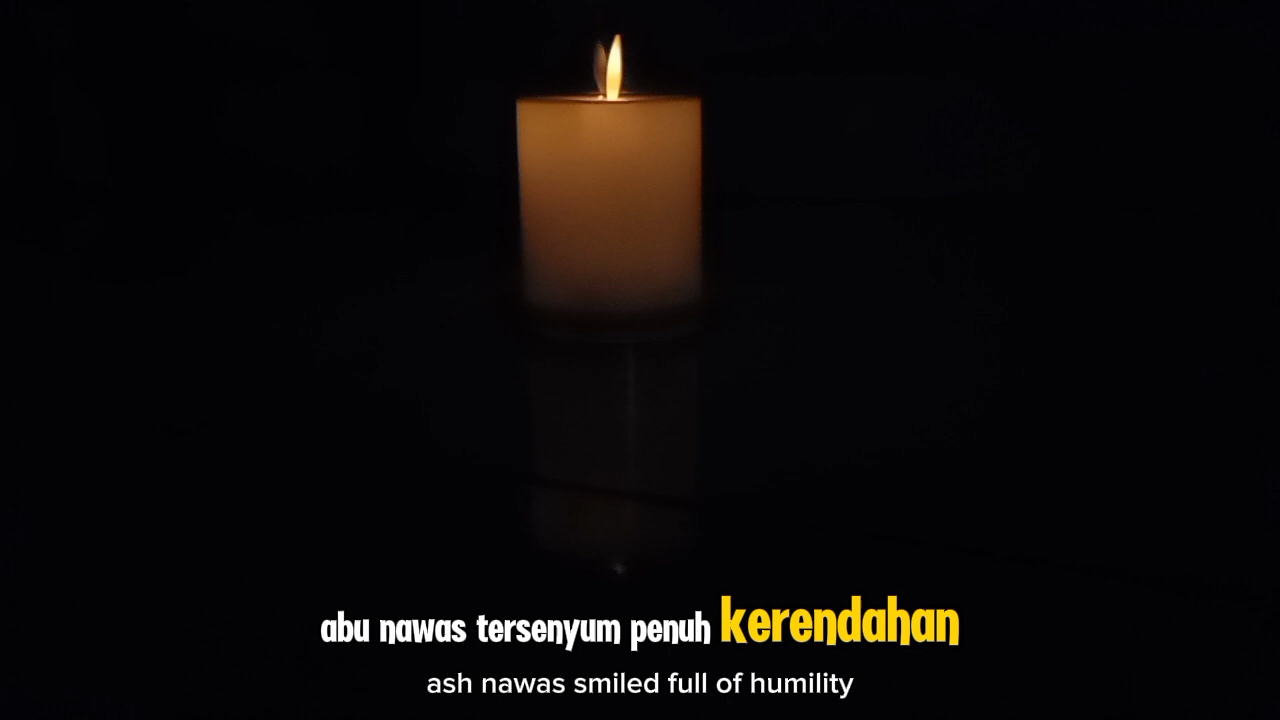 abu nawas tersenyum penuh kerendahan
ash nawas smiled full of humility